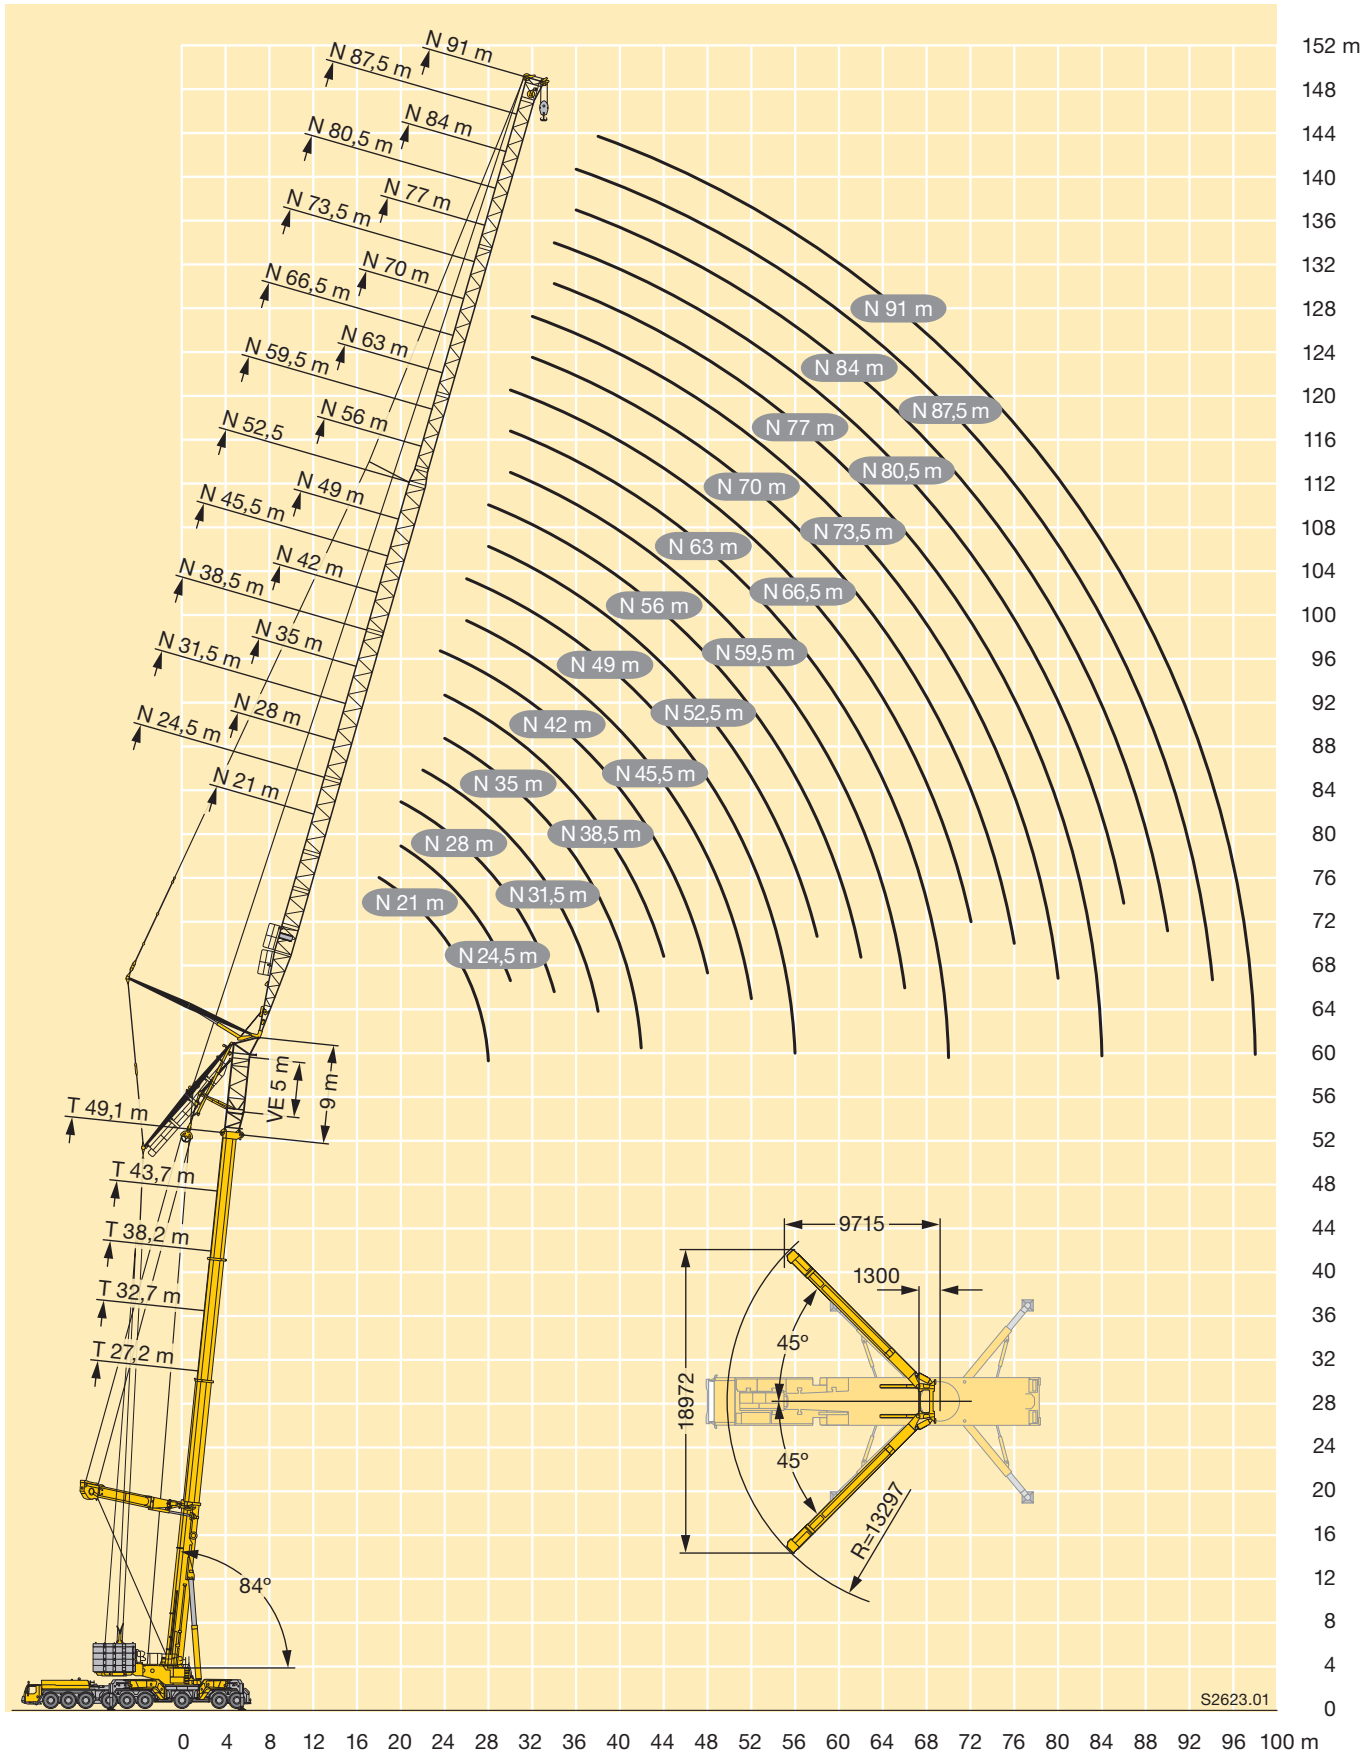 152 m
N 91 m
N 87,5 m
148
N 84 m
144
N 80,5 m
140
N 77 m
136
N 73,5 m
132
N 70 m
N 66,5 m
N 91 m
128
N 63 m
N 59,5 m
124
N 84 m
120
N 56 m
N 87,5 m
N 52,5
N 77 m
116
N 80,5 m
N 49 m
N 70 m
112
N 45,5 m
N 73,5 m
108
N 42 m
N 63 m
N 38,5 m
104
N 66,5 m
N 56 m
100
N 35 m
N 31,5 m
N 59,5 m
N 49 m
96
N 28 m
N 24,5 m
N 52,5 m
92
N 42 m
88
N 21 m
N 45,5 m
N 35 m
84
N 38,5 m
80
N 28 m
76
N 31,5 m
N 21 m
72
N 24,5 m
68
64
60
VE 5 m
9 m
56
T 49,1 m
52
T 43,7 m
48
T 38,2 m
9715
44
1300
40
T 32,7 m
36
45°
T 27,2 m
32
18972
28
45°
24
20
R=13297
16
84°
12
8
4
S2623.01
0
0 4 8 12 16 20 24 28 32 36 40 44 48 52 56 60 64 68 72 76 80 84 88 92 96 100 m